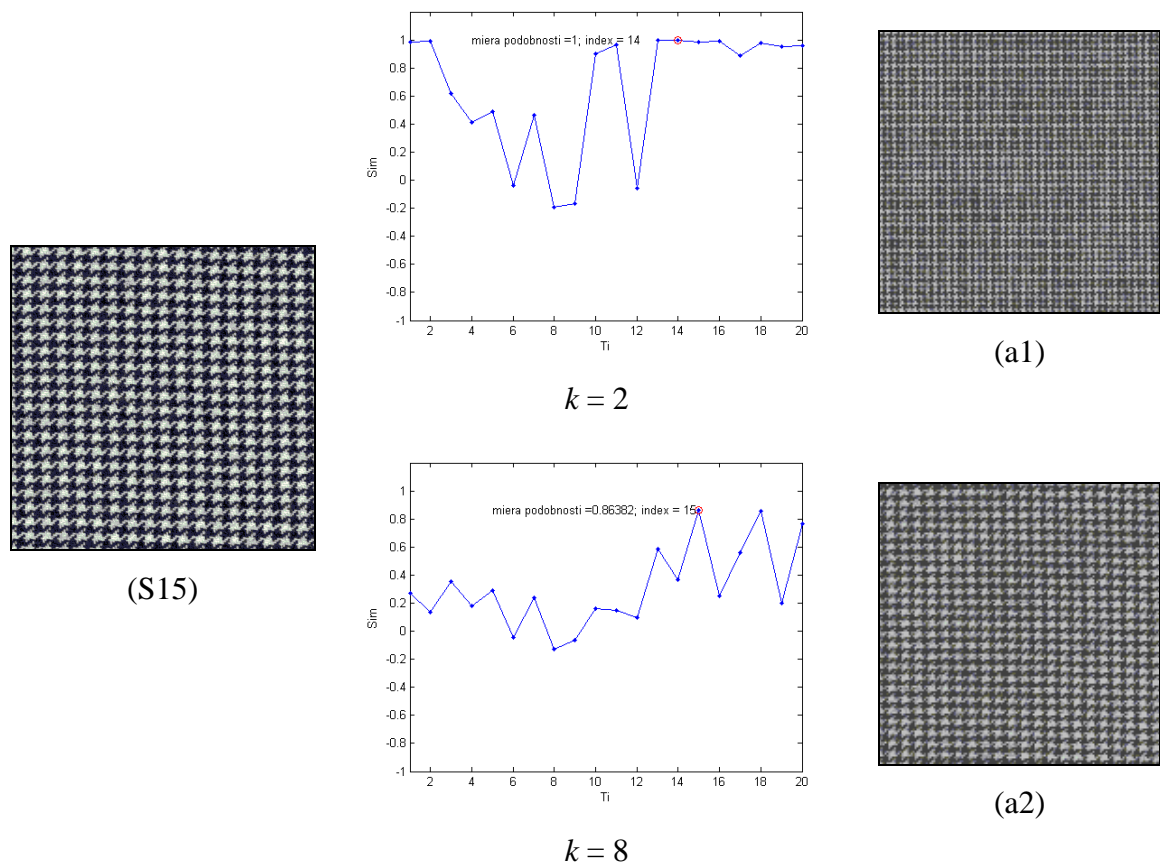 miera podobnosti =1; index = 14
1
0.8
0.6
0.4
0.2
0
-0.2
-0.4
-0.6
-0.8
-1
Sim
2 4 6 8 10 12 14 16 18 20
Ti
k = 2
(a1)
(S15)
miera podobnosti =0.86382; index = 15
1
0.8
0.6
0.4
0.2
0
-0.2
-0.4
-0.6
-0.8
-1
Sim
2 4 6 8 10 12 14 16 18 20
Ti
k = 8
(a2)